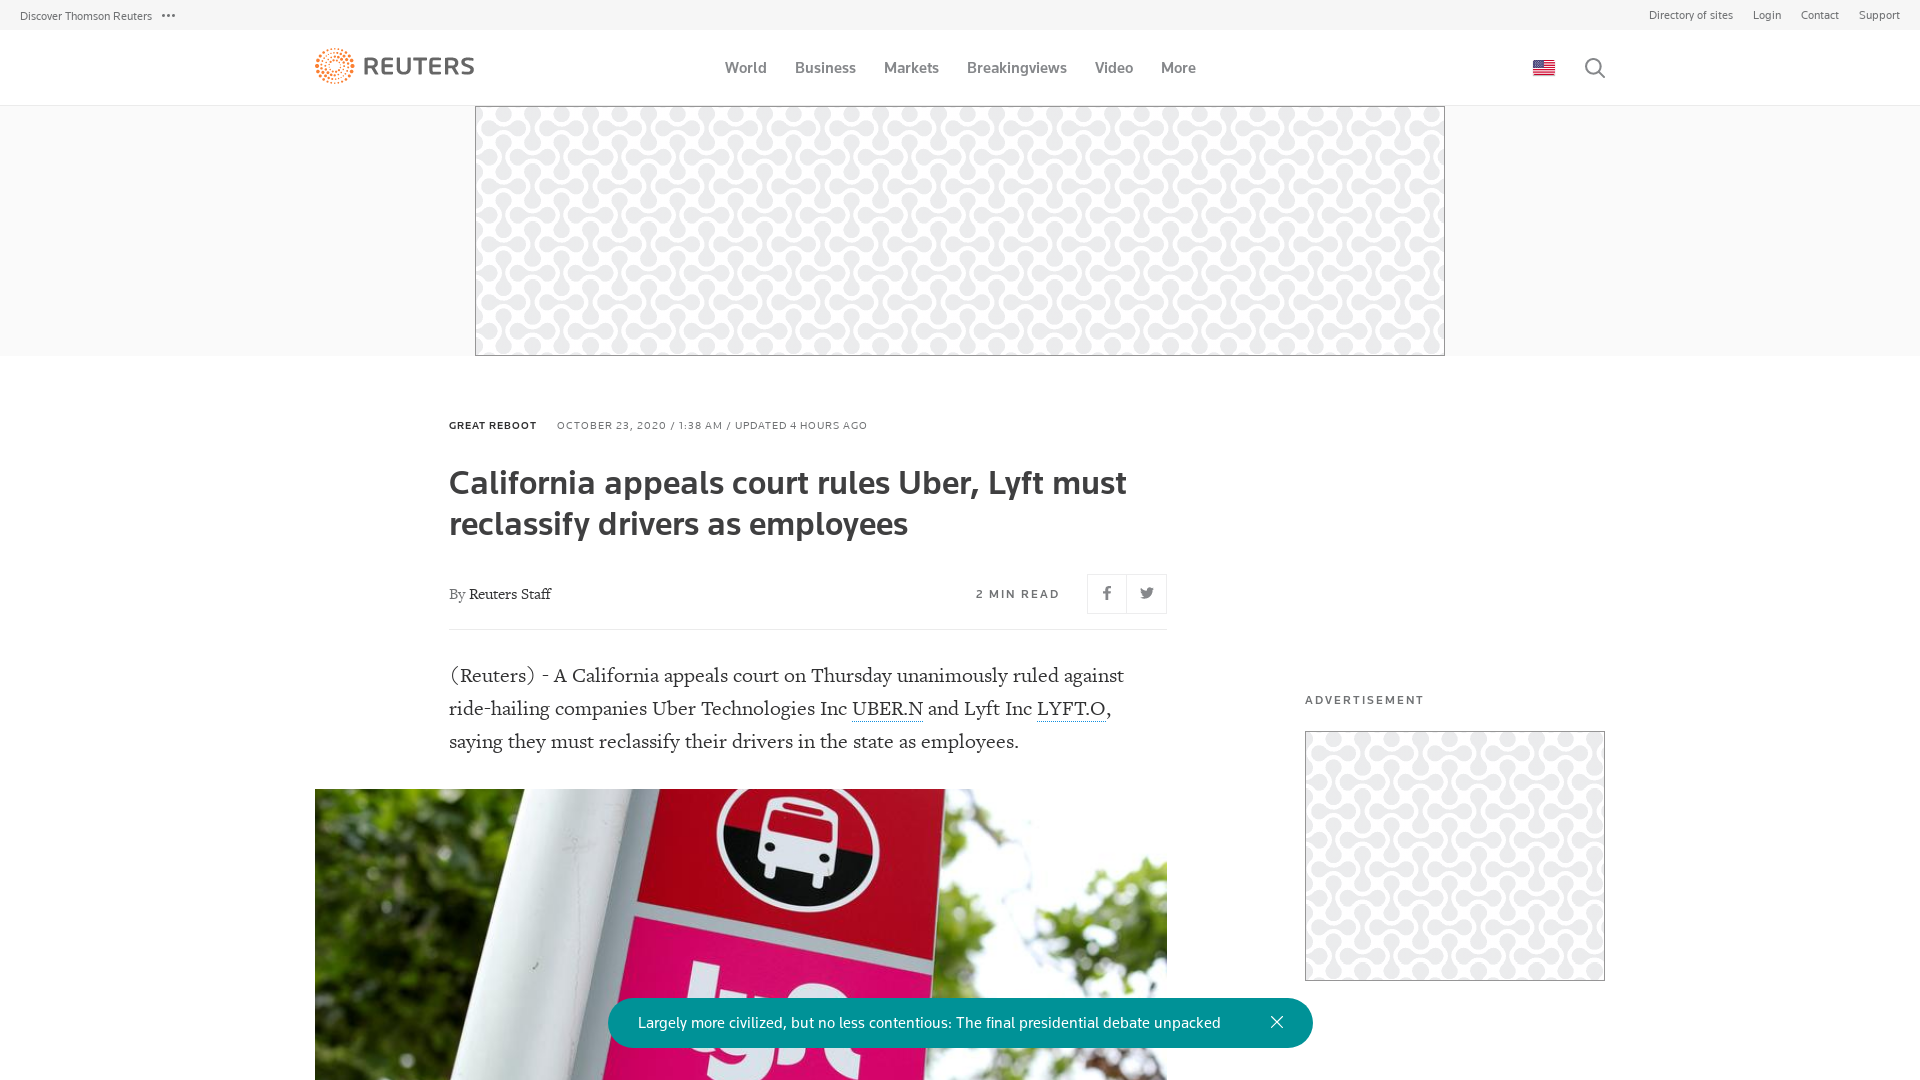 Discover Thomson Reuters
Directory of sites Login Contact Support
REUTERS
World Business Markets Breakingviews Video More
GREAT REBOOT OCTOBER 23, 2020 / 1:38 AM / UPDATED 4 HOURS AGO
California appeals court rules Uber, Lyft must
reclassify drivers as employees
By Reuters Staff
2 MIN READ
(Reuters) - A California appeals court on Thursday unanimously ruled against
ride-hailing companies Uber Technologies Inc UBER.N and Lyft Inc LYFT.O,
saying they must reclassify their drivers in the state as employees.
ADVERTISEMENT
lyft
Largely more civilized, but no less contentious: The final presidential debate unpacked